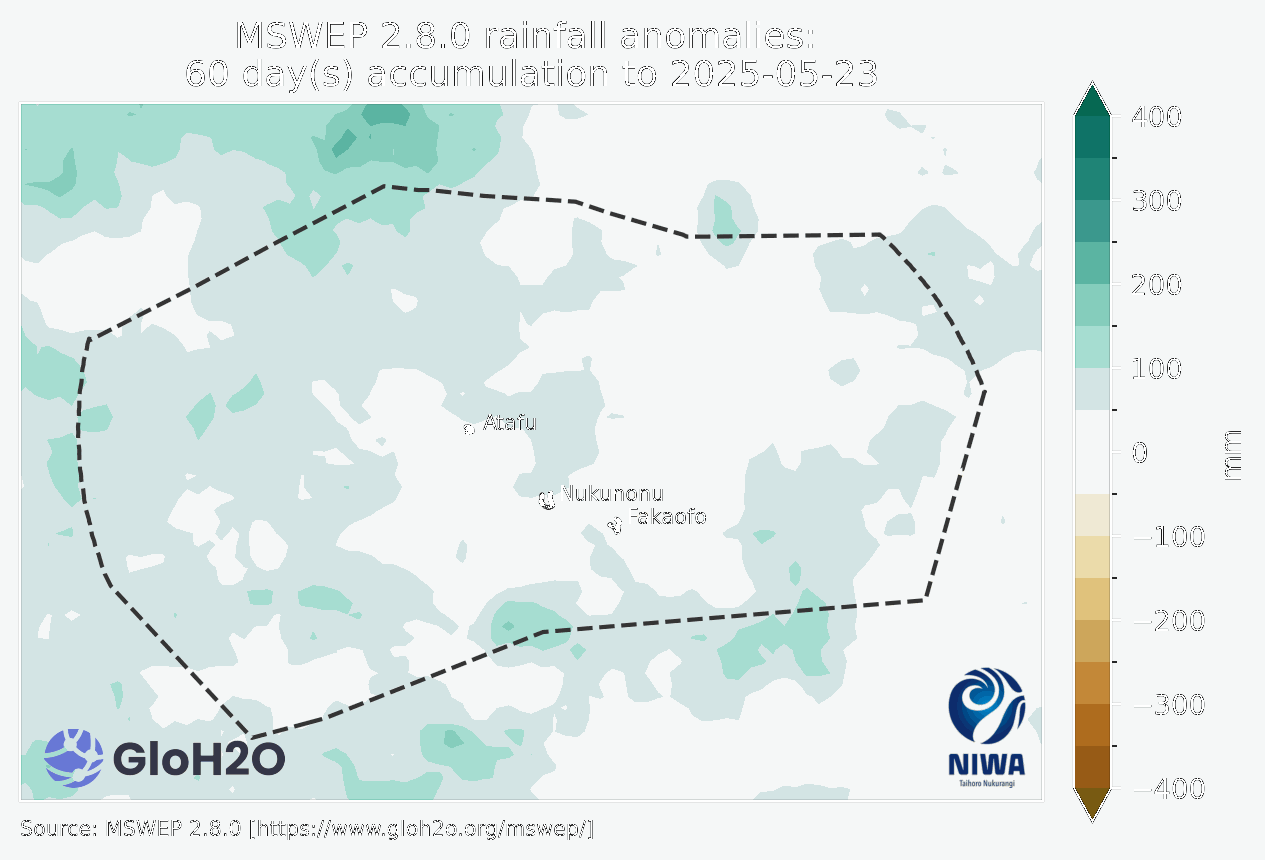 MSWEP 2.8.0 rainfall anomalies:
60 day(s) accumulation to 2025-05-23
400
300
200
100
0
−100
−200
−300
−400
mm
Atafu
Nukunonu
Fakaofo
GloH2O
NIWA
Taihoro Nukurangi
Source: MSWEP 2.8.0 [https://www.gloh2o.org/mswep/]